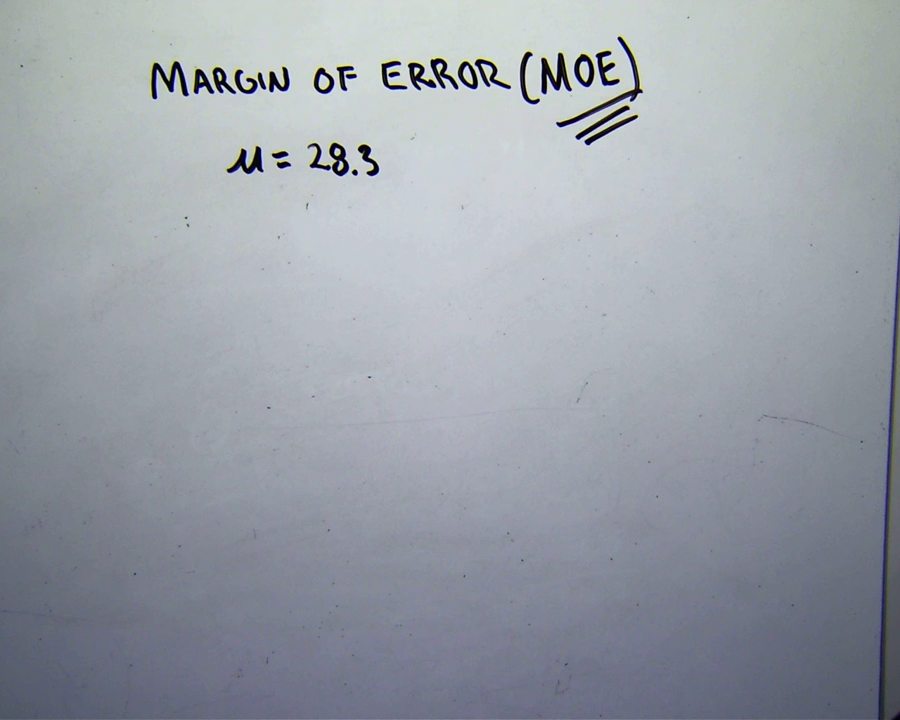 MARGIN OF ERROR (MOE)
μ = 28.3